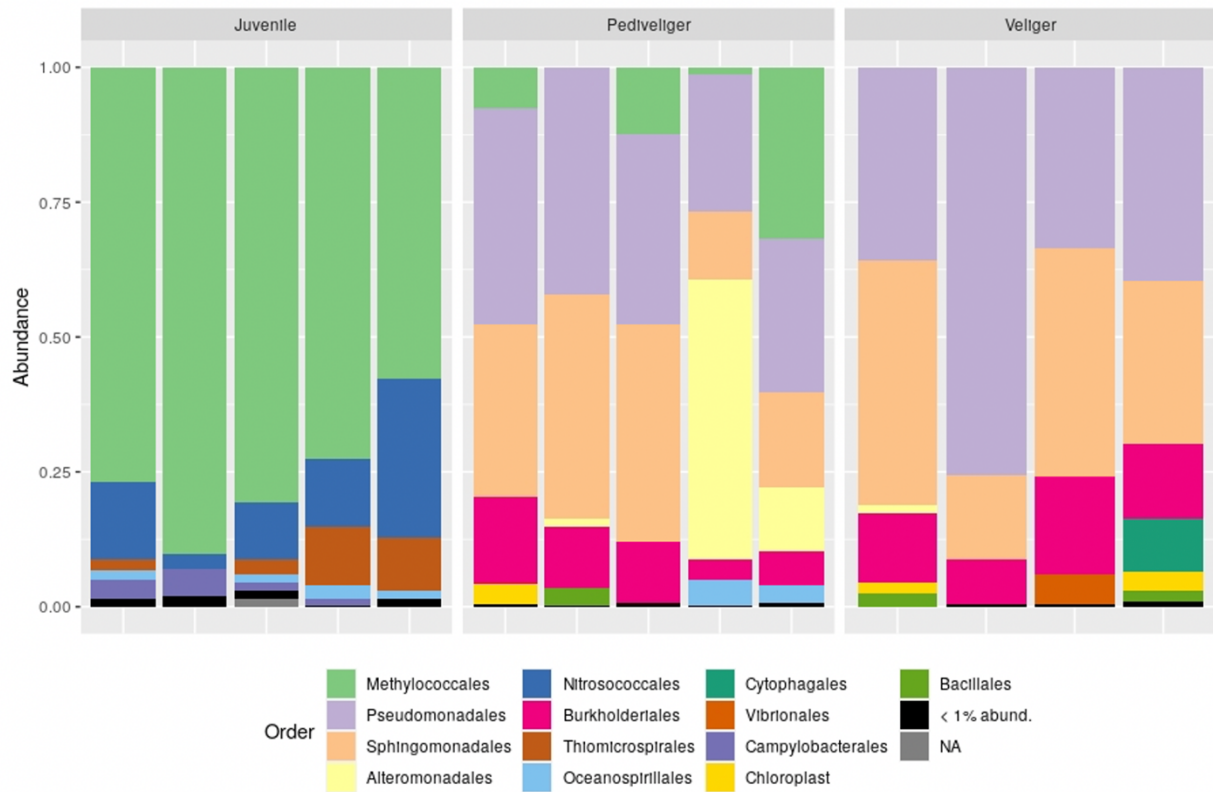 Juvenile
Pediveliger
Veliger
1.00
0.75
0.50
0.25
0.00
Abundance
Order
Methylococcales
Nitrosococcales
Cytophagales
Bacillales
Pseudomonadales
Burkholderiales
Vibrionales
< 1% abund.
Sphingomonadales
Thiomicrospirales
Campylobacterales
NA
Alteromonadales
Oceanospirillales
Chloroplast